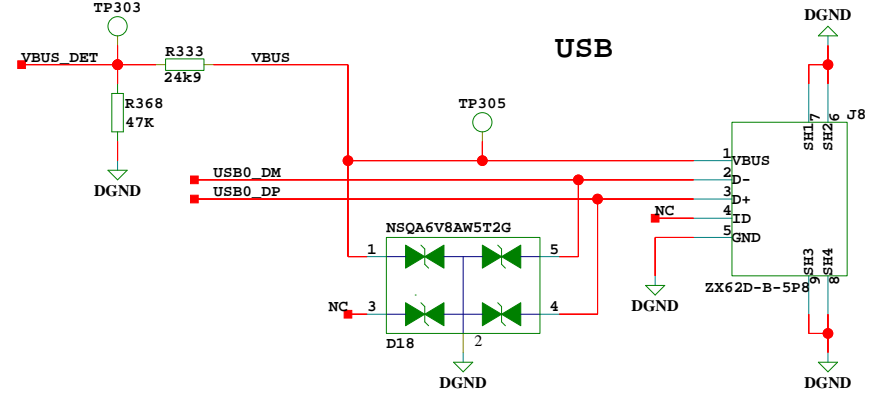 TP303
DGND
VBUS_DET
R333
VBUS
USB
24k9
R368
47K
TP305
J8
SH1
7
SH2
6
1
VBUS
DGND
USB0_DM
2
D-
USB0_DP
3
D+
NC
4
ID
5
GND
NSQA6V8AW5T2G
1
5
SH3
9
SH4
8
ZX62D-B-5P8
DGND
NC
3
4
D18
2
DGND
DGND